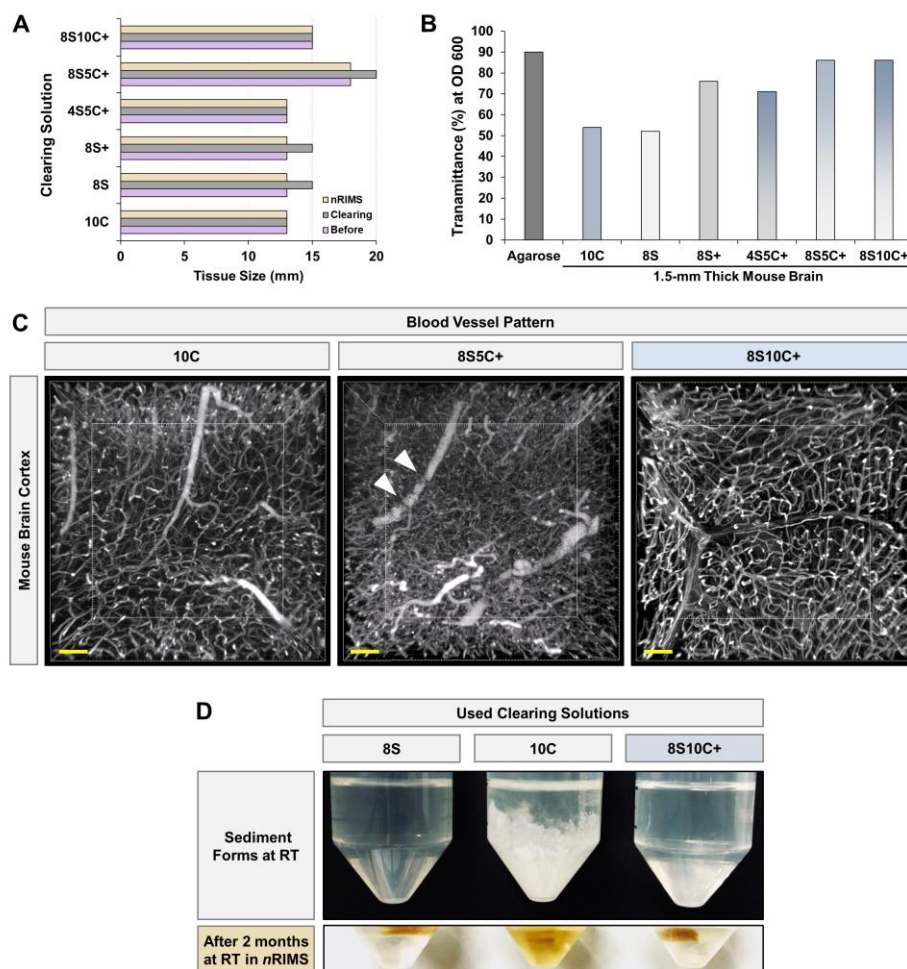 A
Clearing Solution
8S10C+
8S5C+
4S5C+
8S+
8S
10C
nRIMS
Clearing
Before
0
5
10
15
20
Tissue Size (mm)
B
Tranamittance (%) at OD 600
100
90
80
70
60
50
40
30
20
10
0
Agarose
10C
8S
8S+
4S5C+
8S5C+
8S10C+
1.5-mm Thick Mouse Brain
C
Blood Vessel Pattern
10C
8S5C+
8S10C+
Mouse Brain Cortex
D
Used Clearing Solutions
8S
10C
8S10C+
Sediment
Forms at RT
After 2 months
at RT in nRIMS